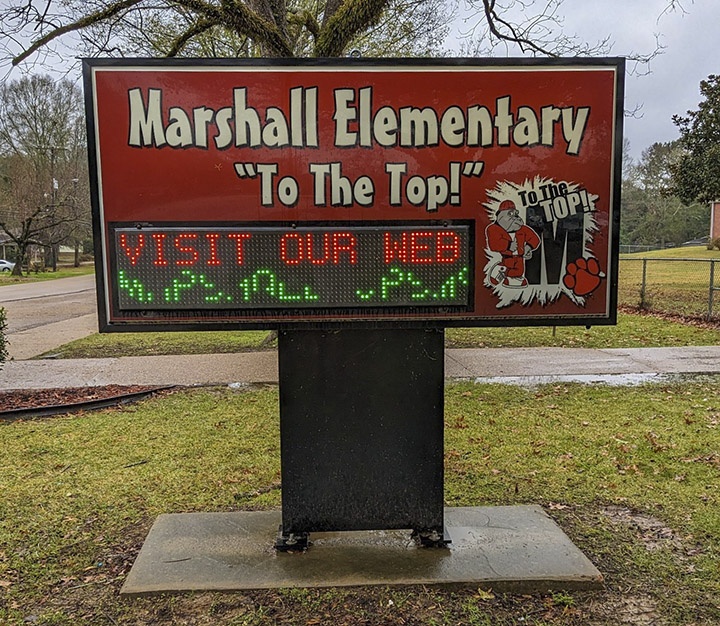 Marshall Elementary
"To The Top!"
VISIT OUR WEB
To The
TOP!
M